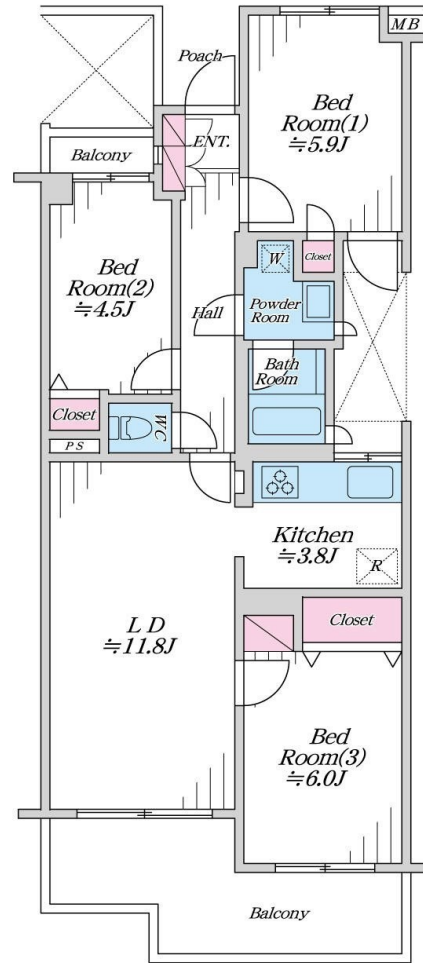 MB
Poach
Bed
Room(1)
≒5.9J
ENT.
Balcony
Bed
Room(2)
≒4.5J
W
Closet
Powder
Room
Hall
Bath
Room
Closet
WC
PS
Kitchen
≒3.8J
R
L D
≒11.8J
Closet
Bed
Room(3)
≒6.0J
Balcony